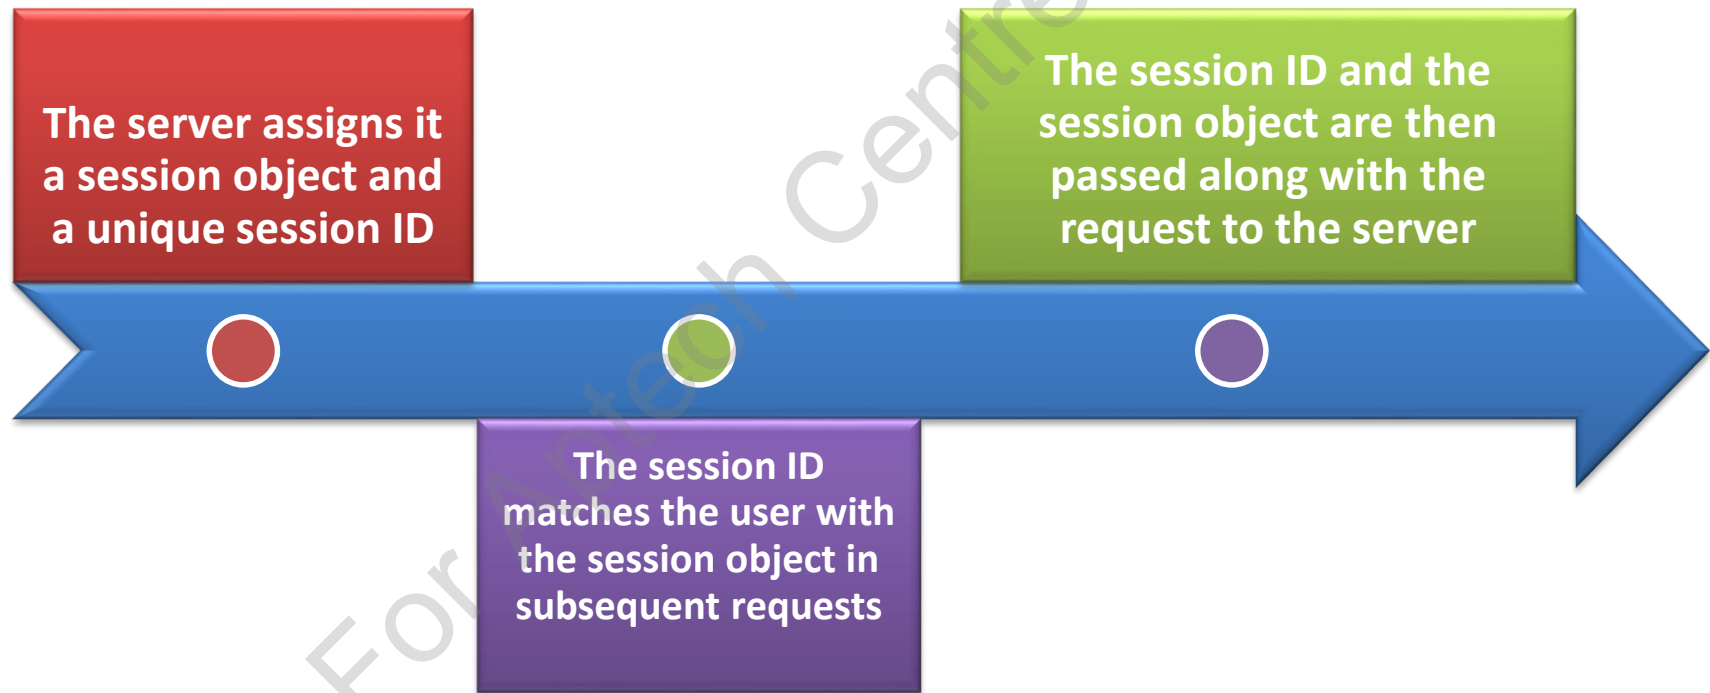 The server assigns it
a session object and
a unique session ID
The session ID
matches the user with
the session object in
subsequent requests
The session ID and the
session object are then
passed along with the
request to the server
For Aptech Centre